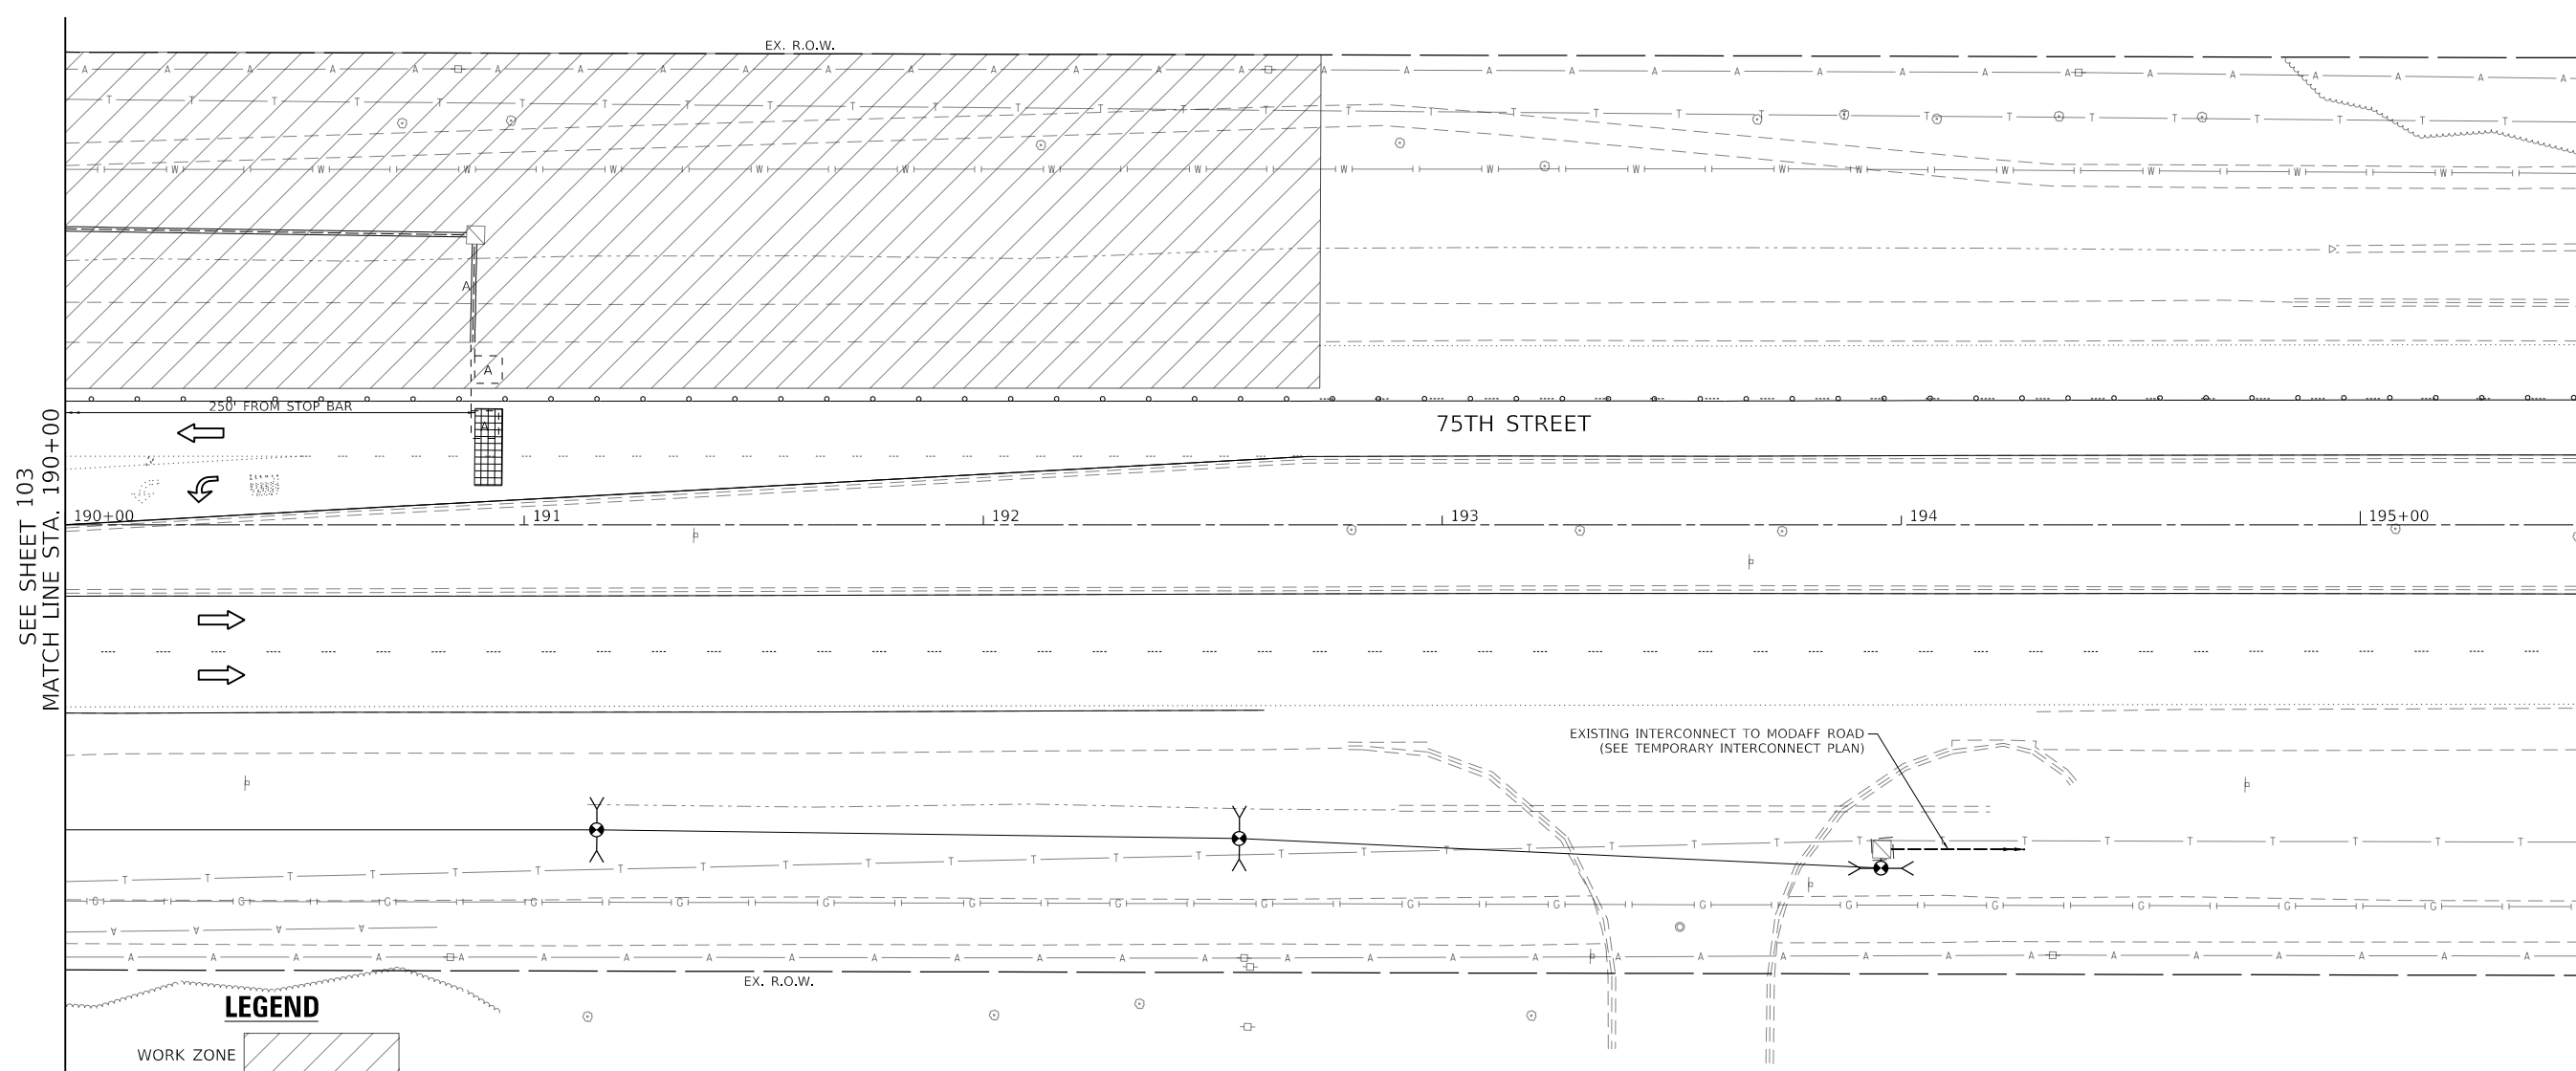 EX. R.O.W.
SEE SHEET 103
MATCH LINE STA. 190+00
A
A
250' FROM STOP BAR
A
75TH STREET
190+00 191 192 193 194 195+00
EXISTING INTERCONNECT TO MODAFF ROAD
(SEE TEMPORARY INTERCONNECT PLAN)
EX. R.O.W.
LEGEND
WORK ZONE